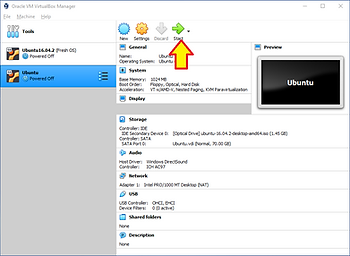 Oracle VM VirtualBox Manager
File Machine Help
Tools
New Settings Discard Start
Ubuntu16.04.2 (Fresh OS)
Powered Off
Ubuntu
Powered Off
General
Name: Ubuntu
Operating System: Ubuntu
System
Base Memory: 1024 MB
Boot Order: Floppy, Optical, Hard Disk
Acceleration: VT-x/AMD-V, Nested Paging, KVM Paravirtualization
Display
Storage
Controller: IDE
IDE Secondary Device 0: [Optical Drive] ubuntu-16.04.2-desktop-amd64.iso (1.45 GB)
Controller: SATA
SATA Port 0: Ubuntu.vdi (Normal, 70.00 GB)
Audio
Host Driver: Windows DirectSound
Controller: ICH AC97
Network
Adapter 1: Intel PRO/1000 MT Desktop (NAT)
USB
USB Controller: OHCI, EHCI
Device Filters: 0 (0 active)
Shared folders
None
Description
None
Preview
Ubuntu